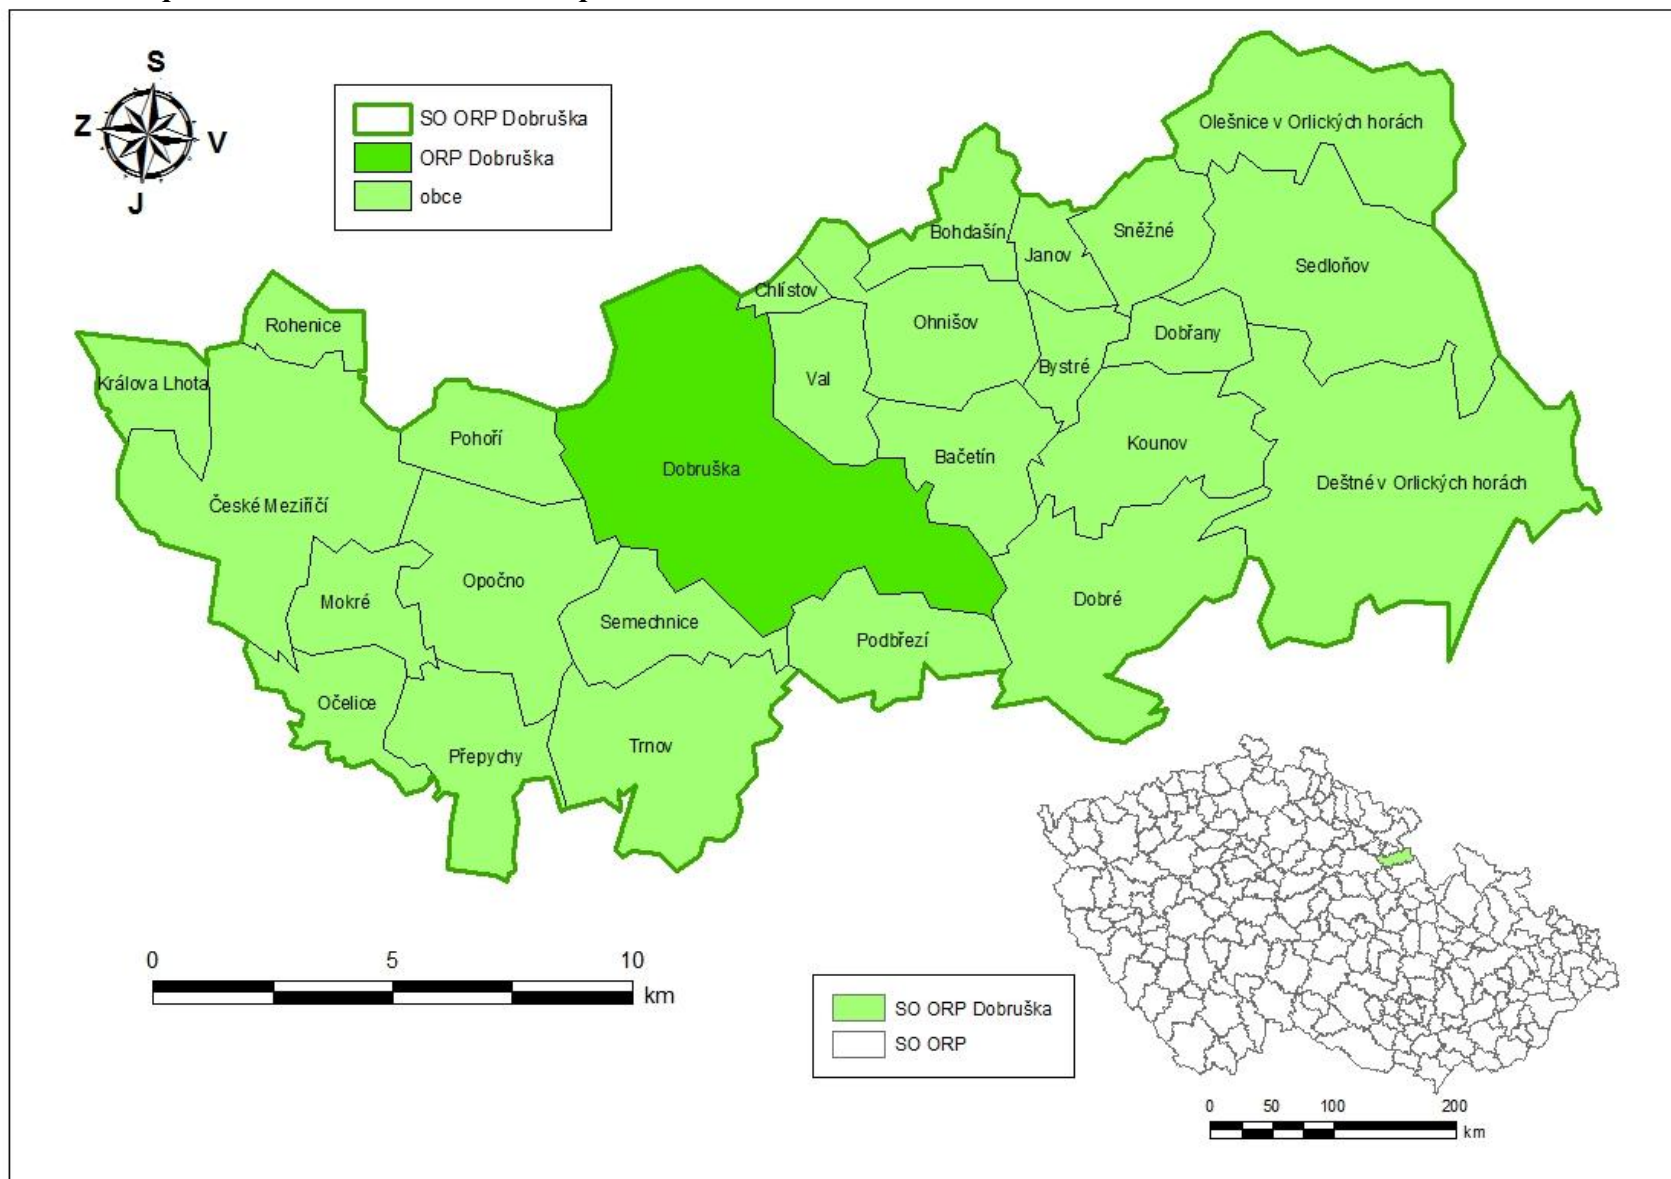 S
Z
V
J
SO ORP Dobruška
ORP Dobruška
obce
Olešnice v Orlických horách
Bohdašín
Sněžné
Janov
Sedloňov
Chlístov
Rohenice
Ohnišov
Dobřany
Králova Lhota
Val
Bystré
Pohoří
Kounov
Bačetín
Dobruška
Deštné v Orlických horách
České Meziříčí
Opočno
Mokré
Dobré
Semechnice
Podbřezí
Očelice
Trnov
Přepychy
0 5 10
km
SO ORP Dobruška
SO ORP
0 50 100 200
km